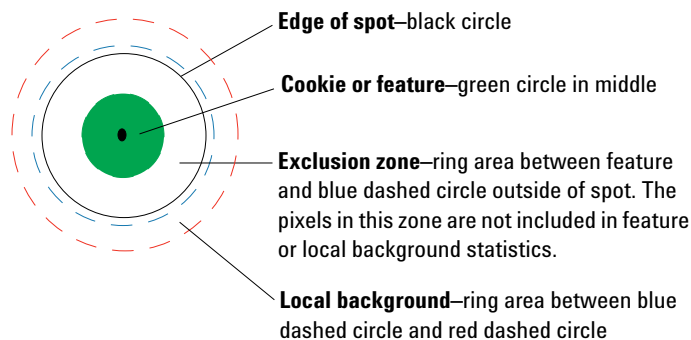 Edge of spot–black circle
Cookie or feature–green circle in middle
Exclusion zone–ring area between feature
and blue dashed circle outside of spot. The
pixels in this zone are not included in feature
or local background statistics.
Local background–ring area between blue
dashed circle and red dashed circle